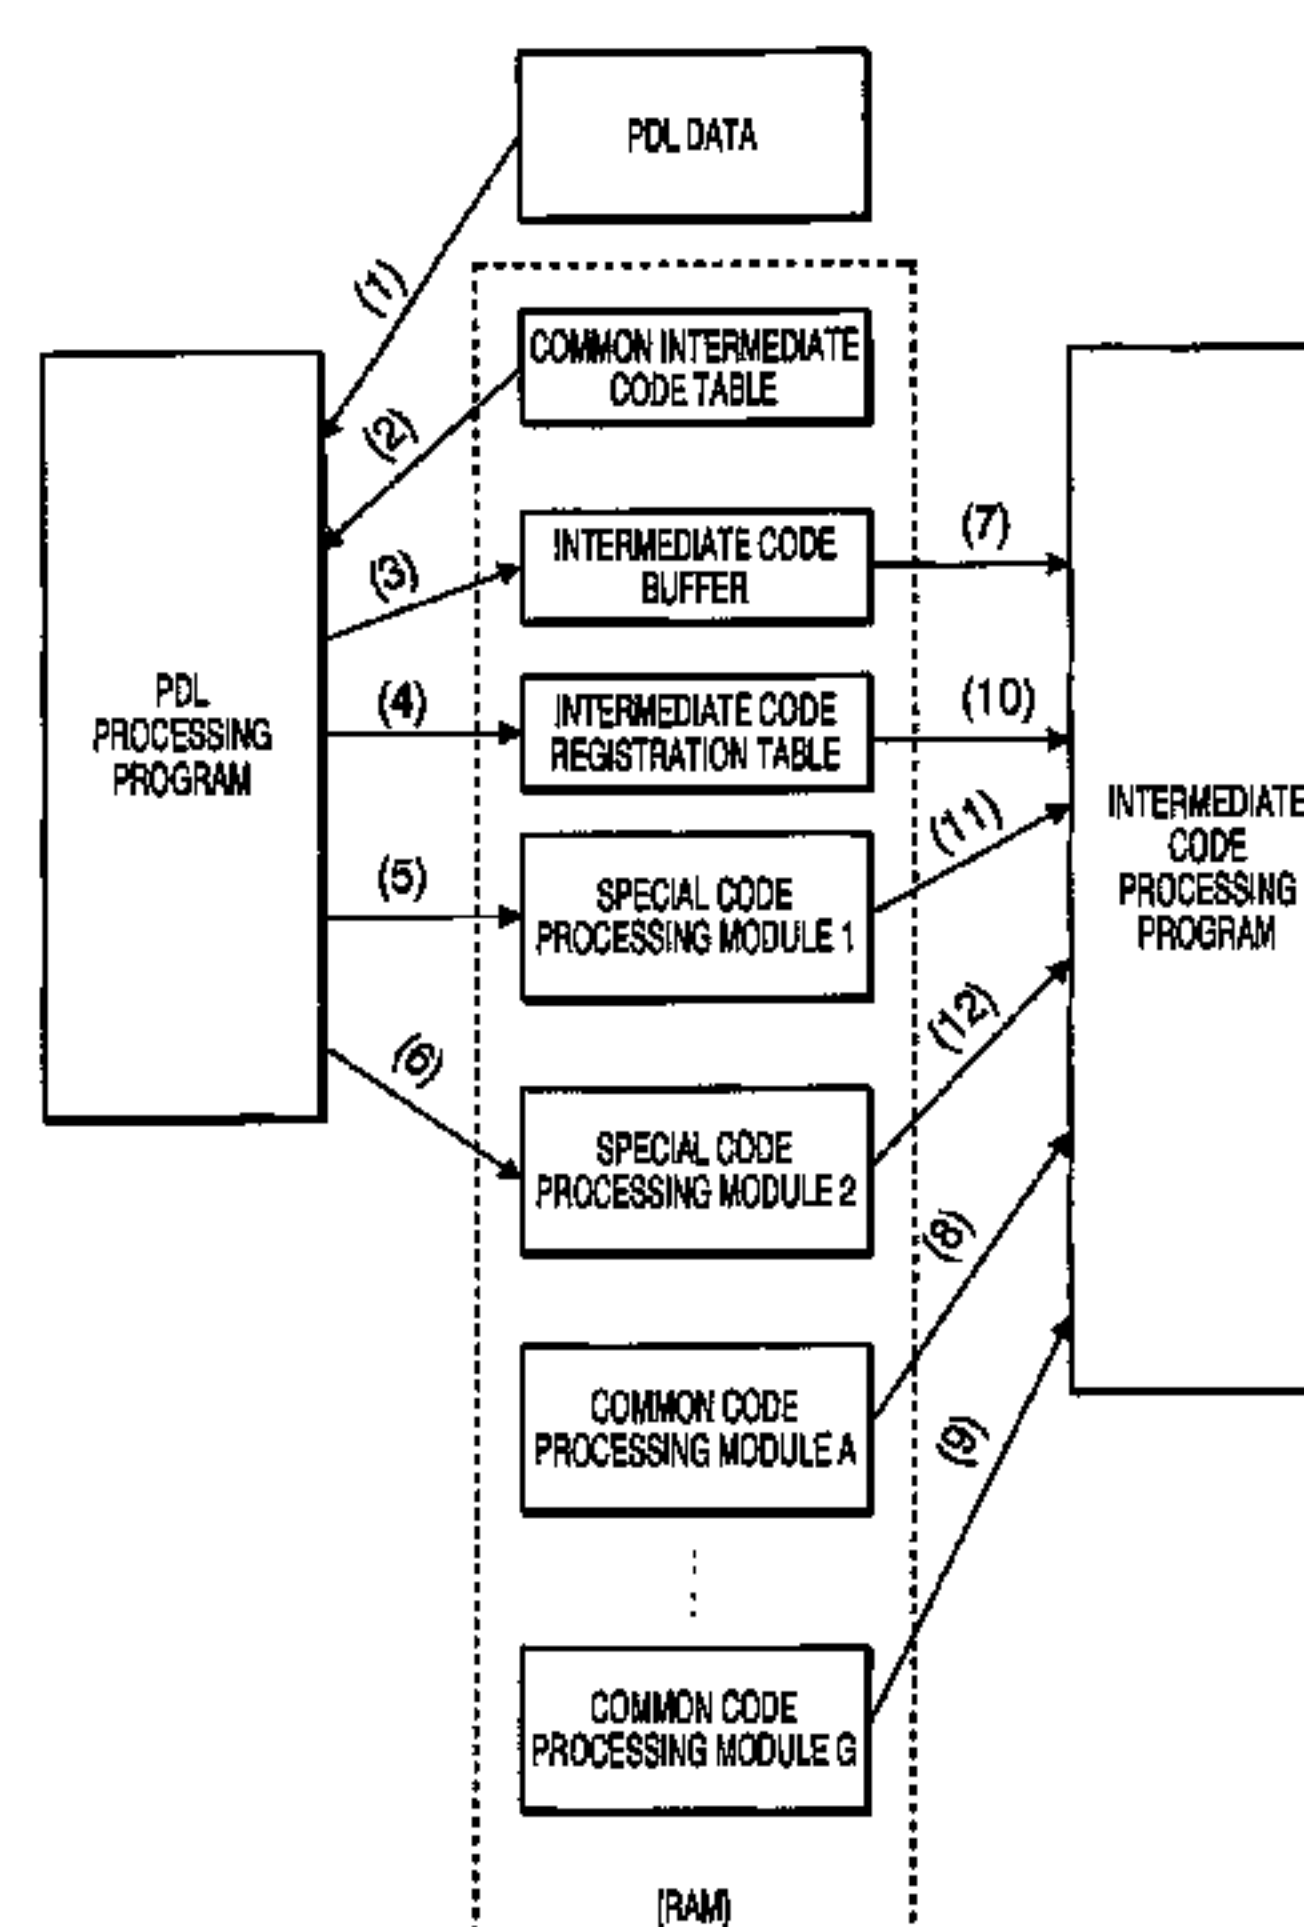 PDL DATA
(1)
COMMON INTERMEDIATE
CODE TABLE
(2)
INTERMEDIATE CODE
BUFFER
(3)
(7)
INTERMEDIATE CODE
REGISTRATION TABLE
(4)
(10)
PDL
PROCESSING
PROGRAM
SPECIAL CODE
PROCESSING MODULE 1
(5)
(11)
INTERMEDIATE
CODE
PROCESSING
PROGRAM
(6)
(12)
SPECIAL CODE
PROCESSING MODULE 2
(8)
COMMON CODE
PROCESSING MODULE A
(9)
COMMON CODE
PROCESSING MODULE G
(RAM)